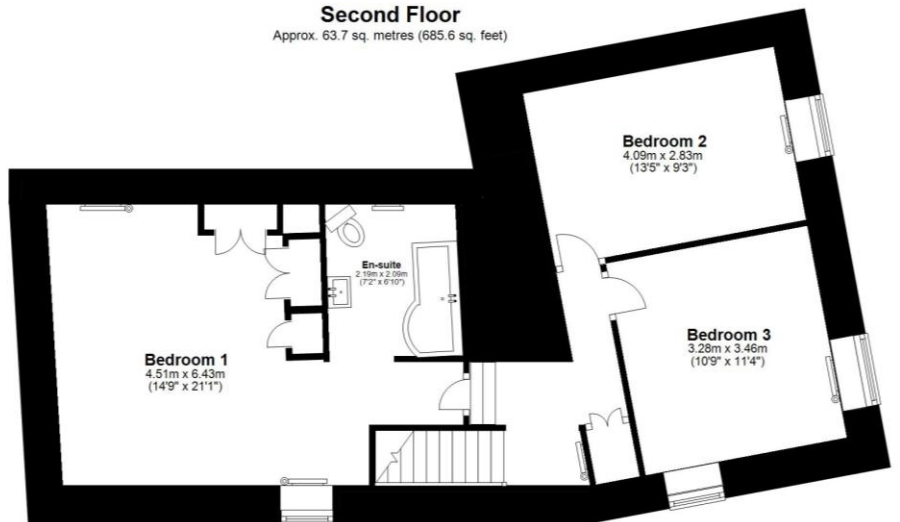 Second Floor
Approx. 63.7 sq. metres (685.6 sq. feet)
Bedroom 2
4.09m x 2.83m
(13'5" x 9'3")
En-suite
2.19m x 2.09m
(7'2" x 6'10")
Bedroom 3
3.28m x 3.46m
(10'9" x 11'4")
Bedroom 1
4.51m x 6.43m
(14'9" x 21'1")